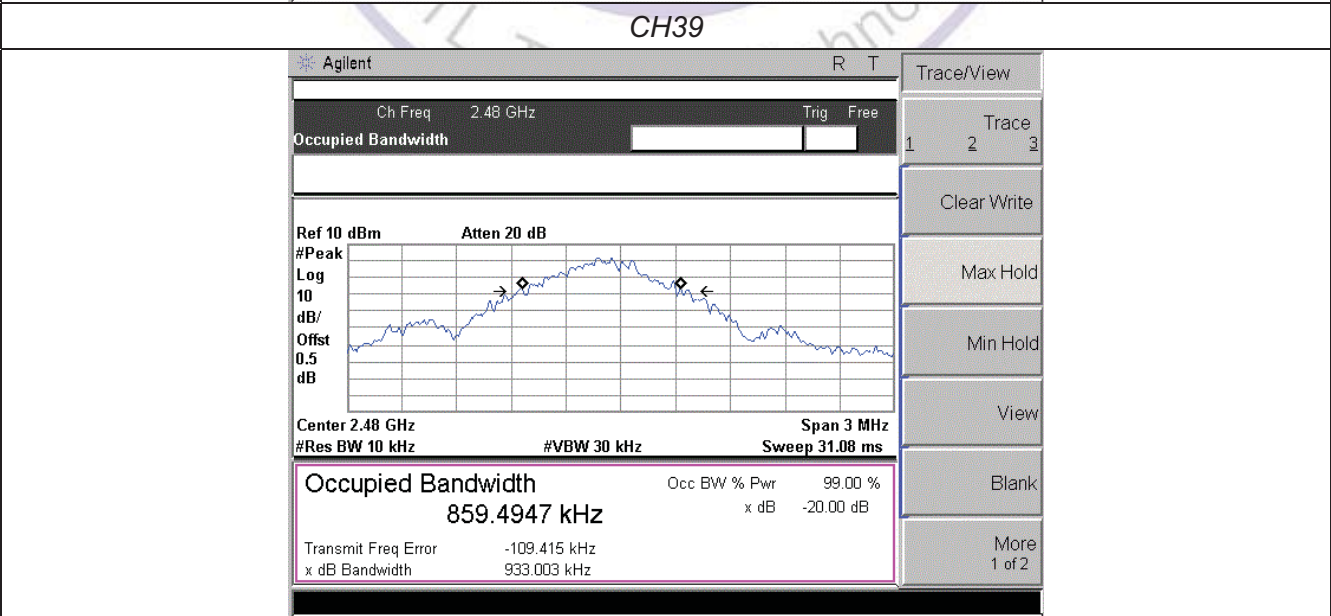 CH39
Agilent R T
Trace/View
Ch Freq 2.48 GHz Trig Free
Occupied Bandwidth
Trace
1 2 3
Clear Write
Ref 10 dBm Atten 20 dB
#Peak
Log
10
dB/
Offst
0.5
dB
Max Hold
Min Hold
View
Center 2.48 GHz Span 3 MHz
#Res BW 10 kHz #VBW 30 kHz Sweep 31.08 ms
Occupied Bandwidth Occ BW % Pwr 99.00 %
859.4947 kHz x dB -20.00 dB
Transmit Freq Error -109.415 kHz
x dB Bandwidth 933.003 kHz
Blank
More
1 of 2